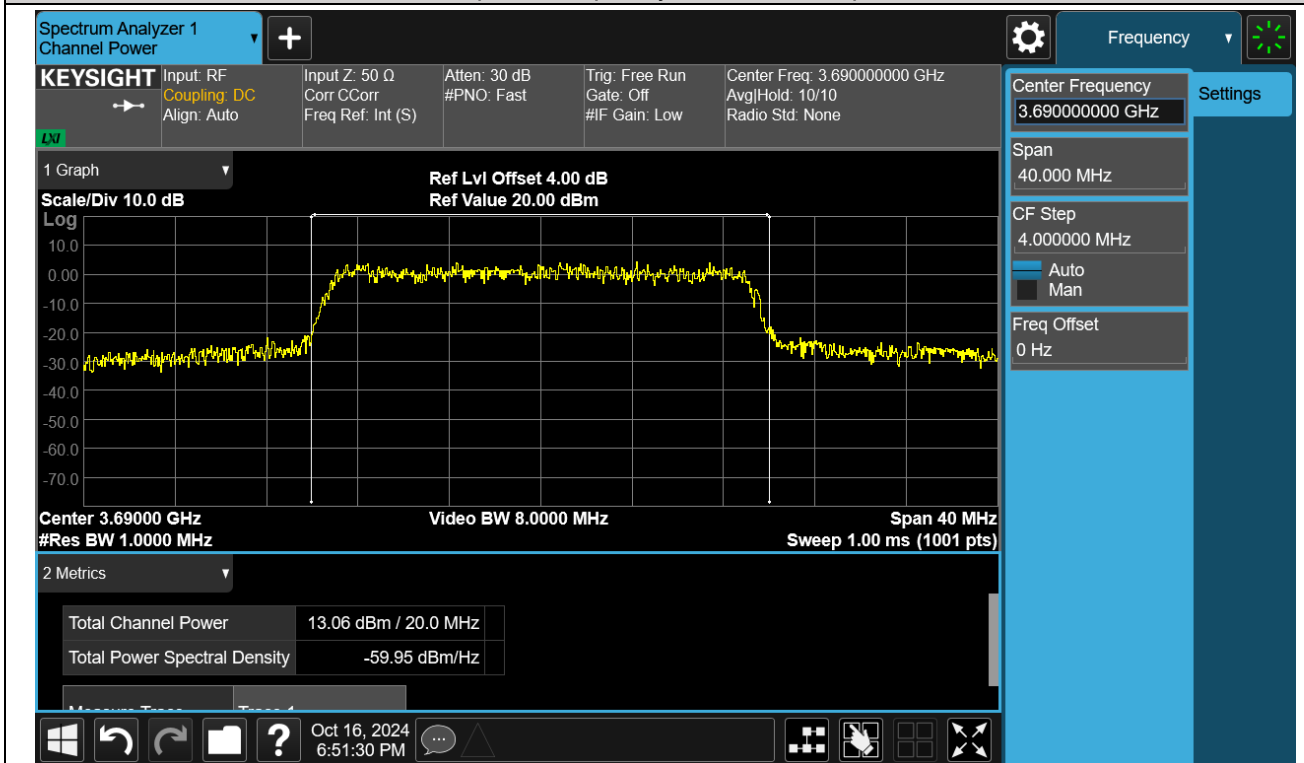 Spectrum Analyzer 1
Channel Power
Frequency
KEYSIGHT
Input: RF
Coupling: DC
Align: Auto
Input Z: 50 Ω
Corr CCorr
Freq Ref: Int (S)
Atten: 30 dB
#PNO: Fast
Trig: Free Run
Gate: Off
#IF Gain: Low
Center Freq: 3.690000000 GHz
Avg|Hold: 10/10
Radio Std: None
LXI
1 Graph
Scale/Div 10.0 dB
Ref Lvl Offset 4.00 dB
Ref Value 20.00 dBm
Log
10.0
0.00
-10.0
-20.0
-30.0
-40.0
-50.0
-60.0
-70.0
Center 3.69000 GHz
Video BW 8.0000 MHz
Span 40 MHz
#Res BW 1.0000 MHz
Sweep 1.00 ms (1001 pts)
2 Metrics
Total Channel Power 13.06 dBm / 20.0 MHz
Total Power Spectral Density -59.95 dBm/Hz
Oct 16, 2024
6:51:30 PM
Center Frequency
3.690000000 GHz
Settings
Span
40.000 MHz
CF Step
4.000000 MHz
Auto
Man
Freq Offset
0 Hz